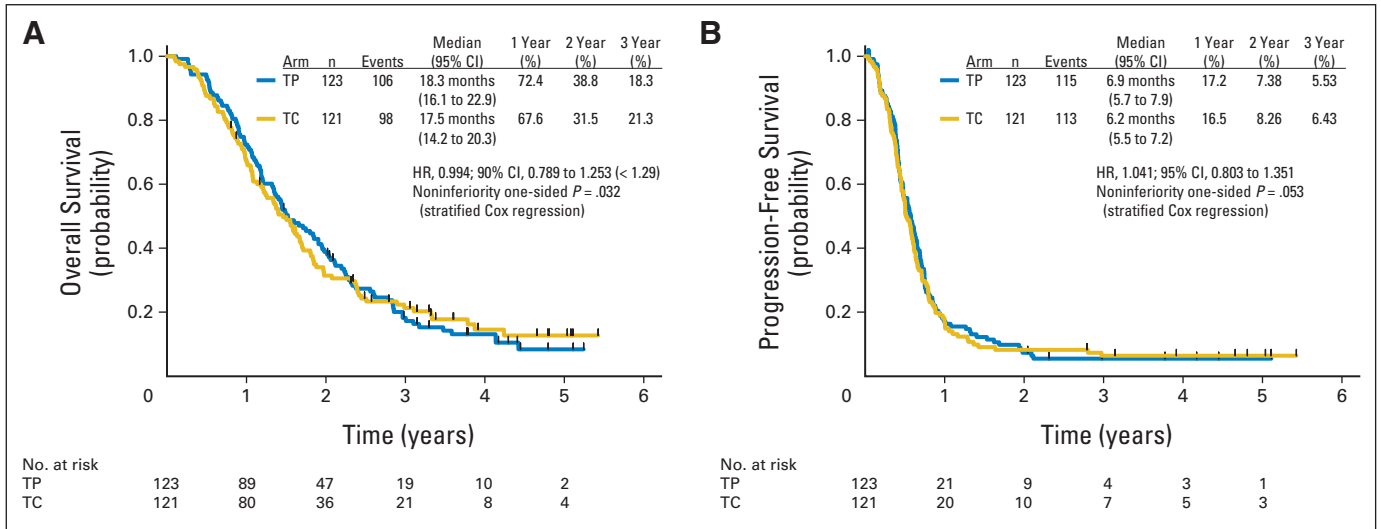 A
Overall Survival
(probability)
1.0
0.8
0.6
0.4
0.2
0 1 2 3 4 5 6
Time (years)
Arm n Events Median (95% CI) 1 Year (%) 2 Year (%) 3 Year (%)
TP 123 106 18.3 months 72.4 38.8 18.3
(16.1 to 22.9)
TC 121 98 17.5 months 67.6 31.5 21.3
(14.2 to 20.3)
HR, 0.994; 90% CI, 0.789 to 1.253 (< 1.29)
Noninferiority one-sided P = .032
(stratified Cox regression)
No. at risk
TP 123 89 47 19 10 2
TC 121 80 36 21 8 4
B
Progression-Free Survival
(probability)
1.0
0.8
0.6
0.4
0.2
0 1 2 3 4 5 6
Time (years)
Arm n Events Median (95% CI) 1 Year (%) 2 Year (%) 3 Year (%)
TP 123 115 6.9 months 17.2 7.38 5.53
(5.7 to 7.9)
TC 121 113 6.2 months 16.5 8.26 6.43
(5.5 to 7.2)
HR, 1.041; 95% CI, 0.803 to 1.351
Noninferiority one-sided P = .053
(stratified Cox regression)
No. at risk
TP 123 21 9 4 3 1
TC 121 20 10 7 5 3